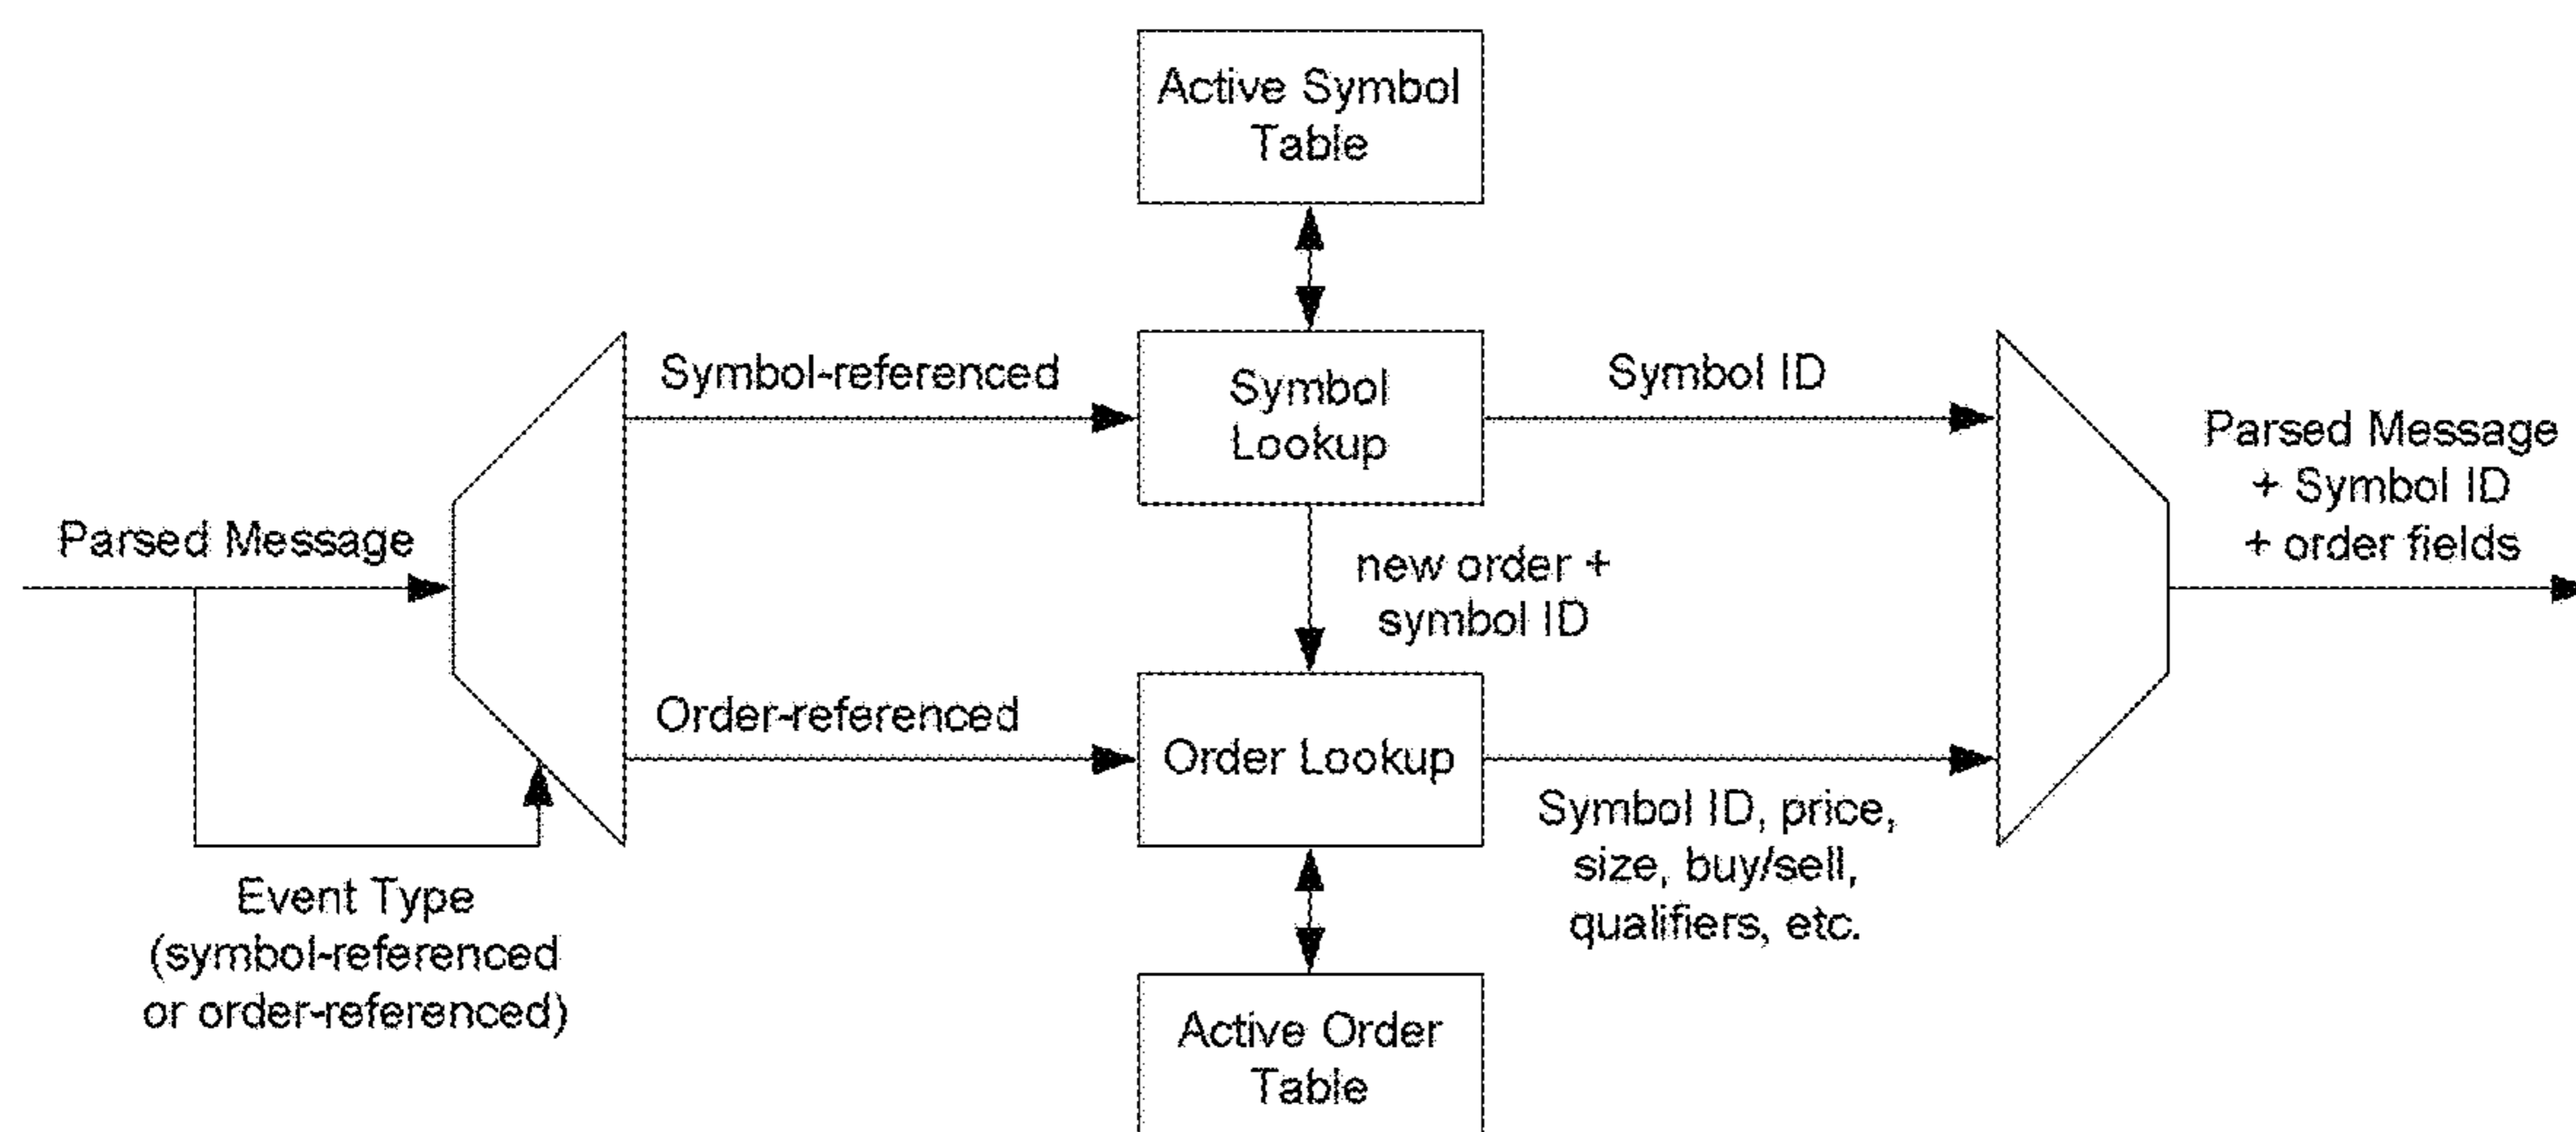 Active Symbol
Table
Symbol-referenced
Symbol
Lookup
Symbol ID
Parsed Message
+ Symbol ID
+ order fields
Parsed Message
new order +
symbol ID
Order-referenced
Order Lookup
Symbol ID, price,
size, buy/sell,
qualifiers, etc.
Event Type
(symbol-referenced
or order-referenced)
Active Order
Table